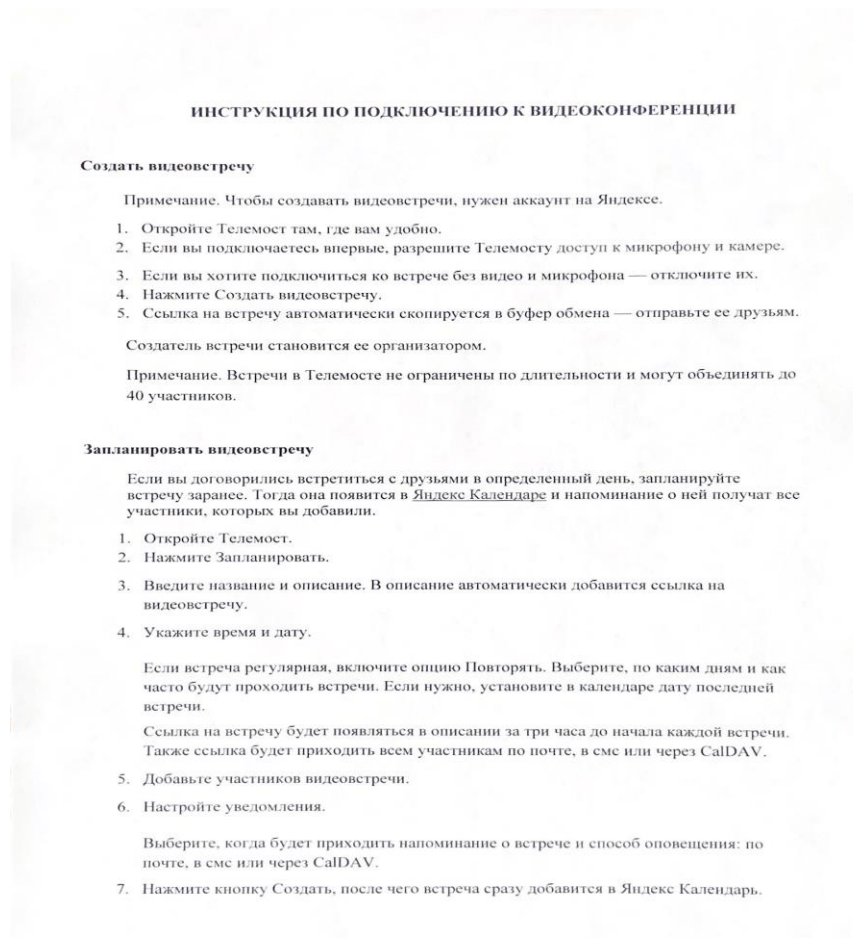 ИНСТРУКЦИЯ ПО ПОДКЛЮЧЕНИЮ К ВИДЕОКОНФЕРЕНЦИИ
Создать видеовстречу
Примечание. Чтобы создавать видеовстречи, нужен аккаунт на Яндексе.
1. Откройте Телемост там, где вам удобно.
2. Если вы подключаетесь впервые, разрешите Телемосту доступ к микрофону и камере.
3. Если вы хотите подключиться ко встрече без видео и микрофона — отключите их.
4. Нажмите Создать видеовстречу.
5. Ссылка на встречу автоматически скопируется в буфер обмена — отправьте ее друзьям.
Создатель встречи становится ее организатором.
Примечание. Встречи в Телемосте не ограничены по длительности и могут объединять до
40 участников.
Запланировать видеовстречу
Если вы договорились встретиться с друзьями в определенный день, запланируйте
встречу заранее. Тогда она появится в Яндекс Календаре и напоминание о ней получат все
участники, которых вы добавили.
1. Откройте Телемост.
2. Нажмите Запланировать.
3. Введите название и описание. В описание автоматически добавится ссылка на
видеовстречу.
4. Укажите время и дату.
Если встреча регулярная, включите опцию Повторять. Выберите, по каким дням и как
часто будут проходить встречи. Если нужно, установите в календаре дату последней
встречи.
Ссылка на встречу будет появляться в описании за три часа до начала каждой встречи.
Также ссылка будет приходить всем участникам по почте, в смс или через CalDAV.
5. Добавьте участников видеовстречи.
6. Настройте уведомления.
Выберите, когда будет приходить напоминание о встрече и способ оповещения: по
почте, в смс или через CalDAV.
7. Нажмите кнопку Создать, после чего встреча сразу добавится в Яндекс Календарь.